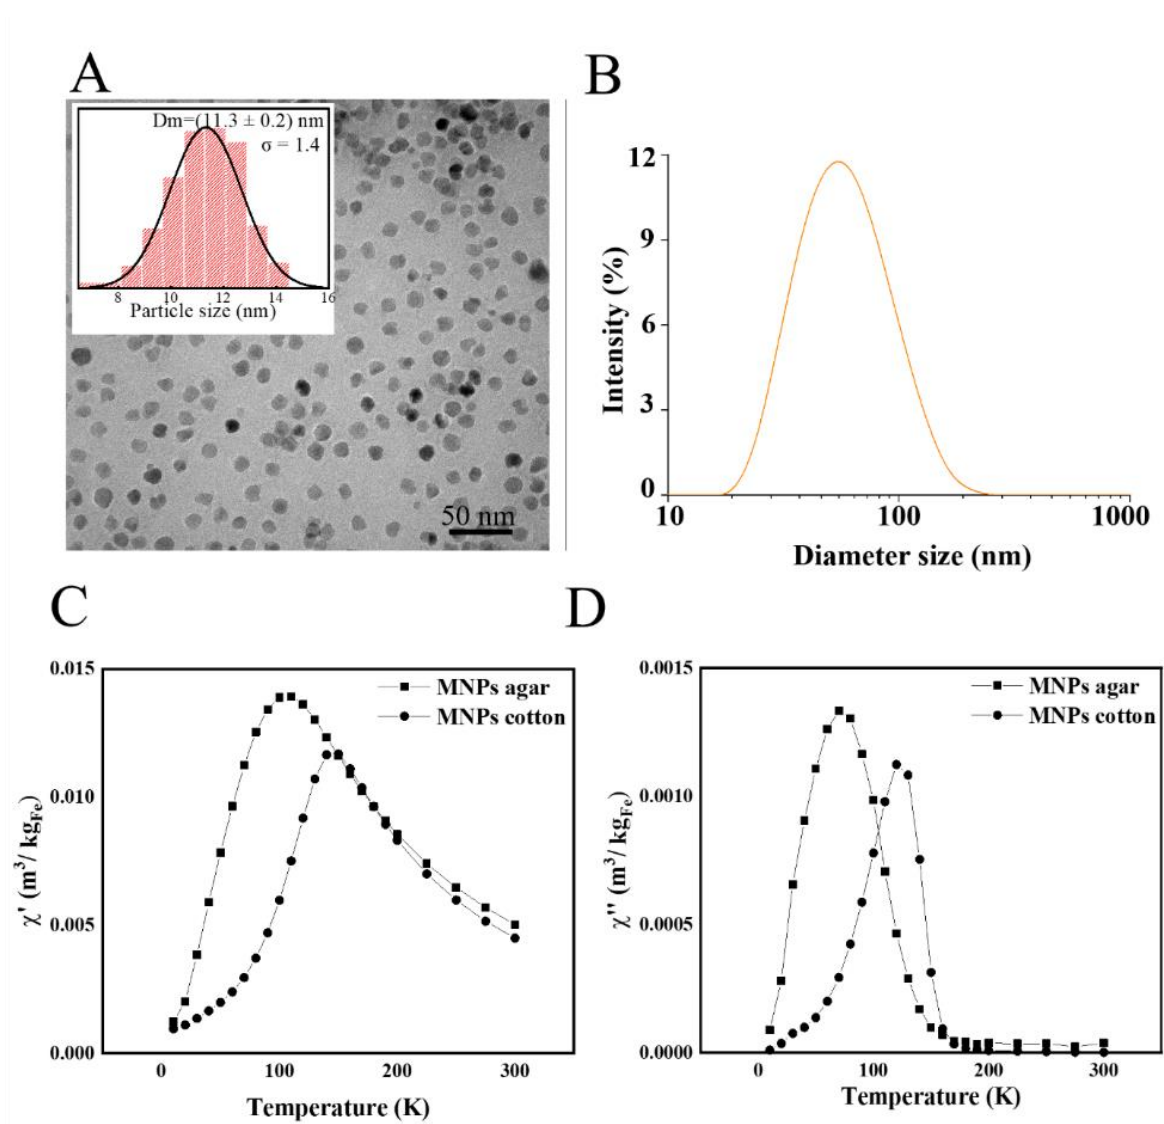 A
Dm=(11.3 ± 0.2) nm
σ = 1.4
8 10 12 14 16
Particle size (nm)
50 nm
B
12
9
6
3
0
Intensity (%)
10 100 1000
Diameter size (nm)
C
0.015
0.010
0.005
0.000
χ' (m³/ kg_Fe)
MNPs agar
MNPs cotton
0 100 200 300
Temperature (K)
D
0.0015
0.0010
0.0005
0.0000
χ'' (m³/ kg_Fe)
MNPs agar
MNPs cotton
0 100 200 300
Temperature (K)